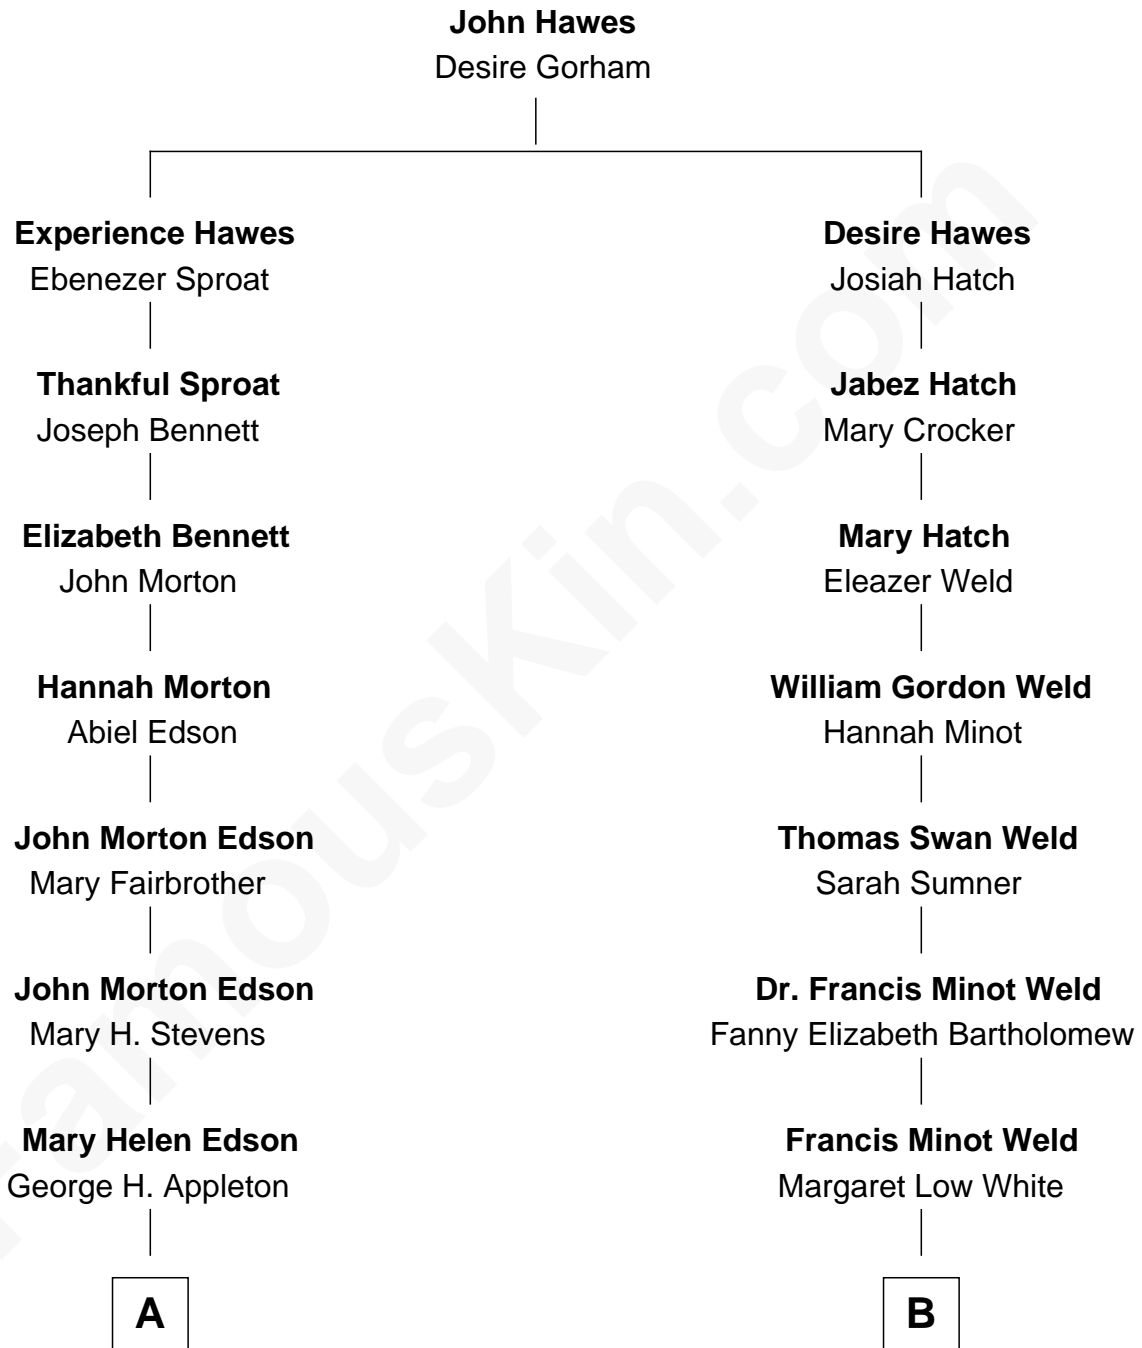 John Hawes
Desire Gorham
Experience Hawes
Ebenezer Sproat
Desire Hawes
Josiah Hatch
Thankful Sproat
Joseph Bennett
Jabez Hatch
Mary Crocker
Elizabeth Bennett
John Morton
Mary Hatch
Eleazer Weld
Hannah Morton
Abiel Edson
William Gordon Weld
Hannah Minot
John Morton Edson
Mary Fairbrother
Thomas Swan Weld
Sarah Sumner
John Morton Edson
Mary H. Stevens
Dr. Francis Minot Weld
Fanny Elizabeth Bartholomew
Mary Helen Edson
George H. Appleton
Francis Minot Weld
Margaret Low White
A
B
FamousKin.com